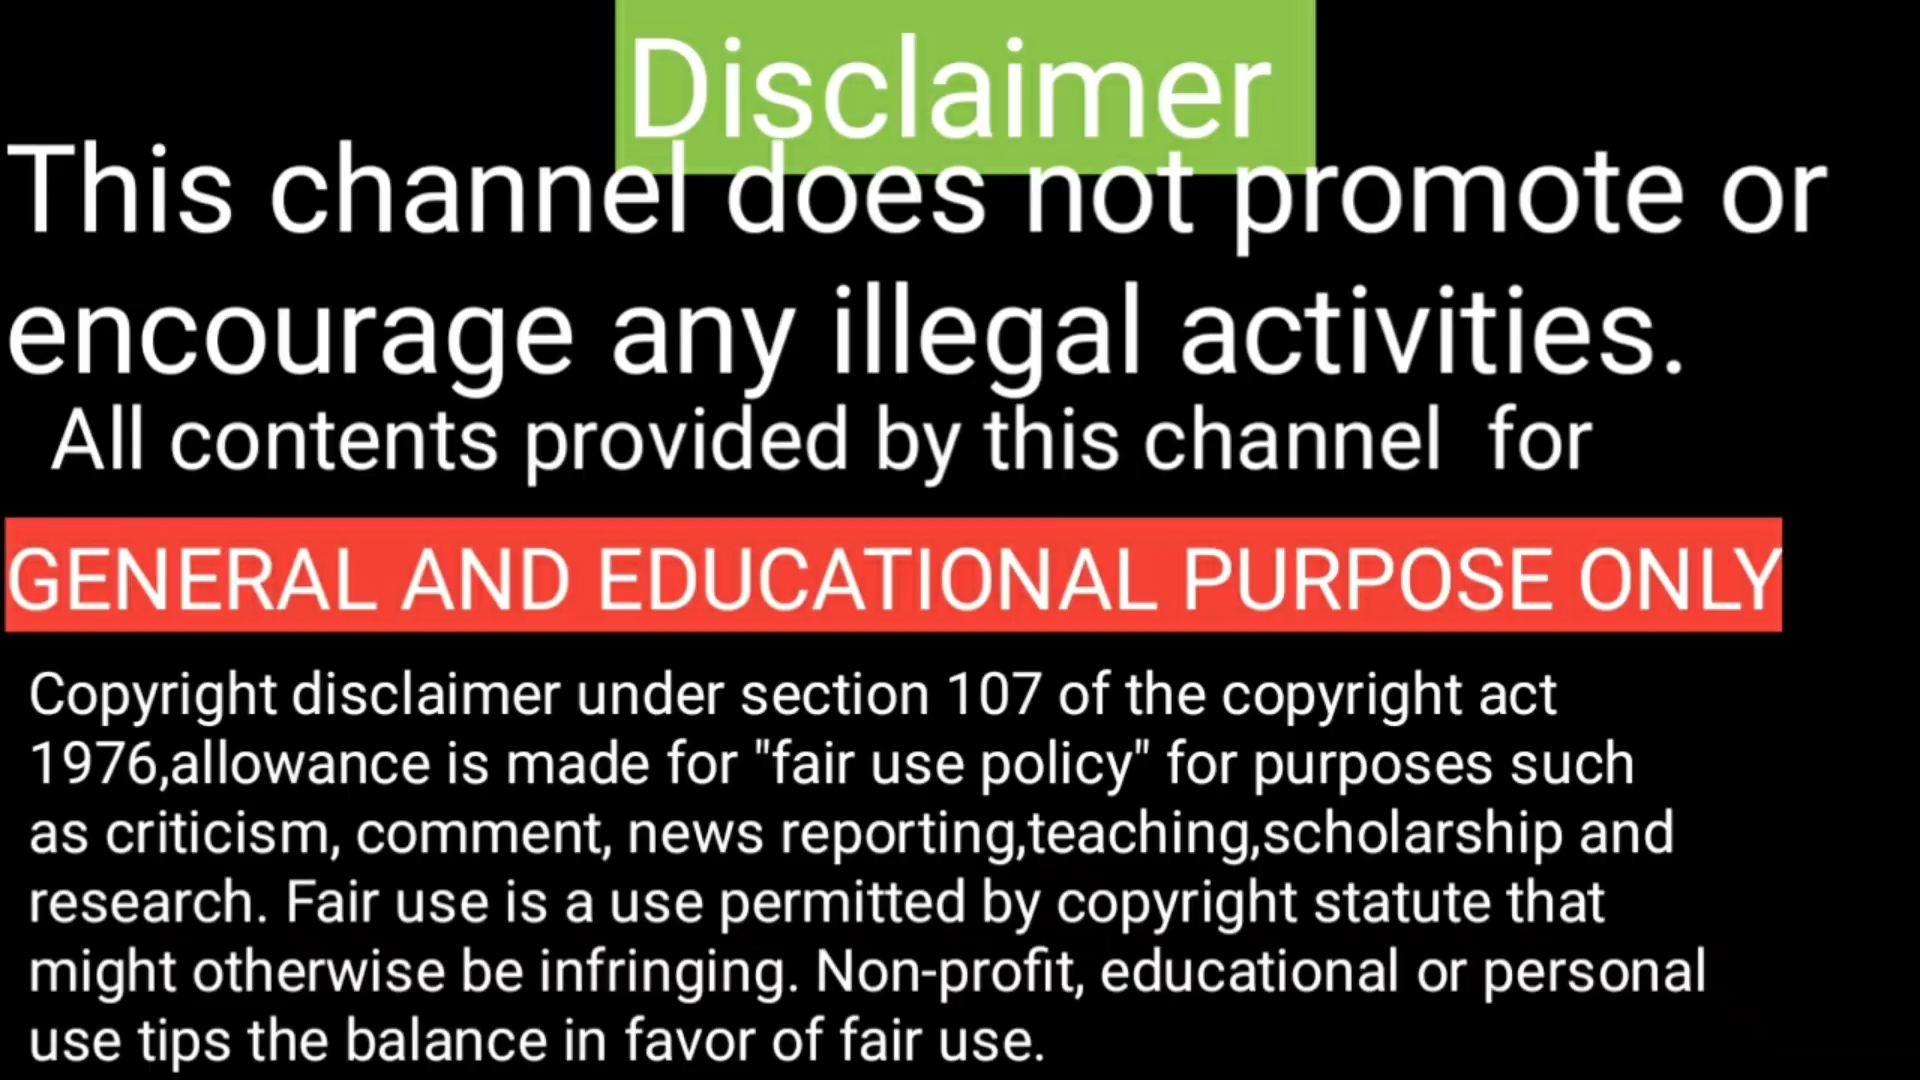 Disclaimer
This channel does not promote or
encourage any illegal activities.
All contents provided by this channel  for
GENERAL AND EDUCATIONAL PURPOSE ONLY
Copyright disclaimer under section 107 of the copyright act
1976,allowance is made for "fair use policy" for purposes such
as criticism, comment, news reporting,teaching,scholarship and
research. Fair use is a use permitted by copyright statute that
might otherwise be infringing. Non-profit, educational or personal
use tips the balance in favor of fair use.